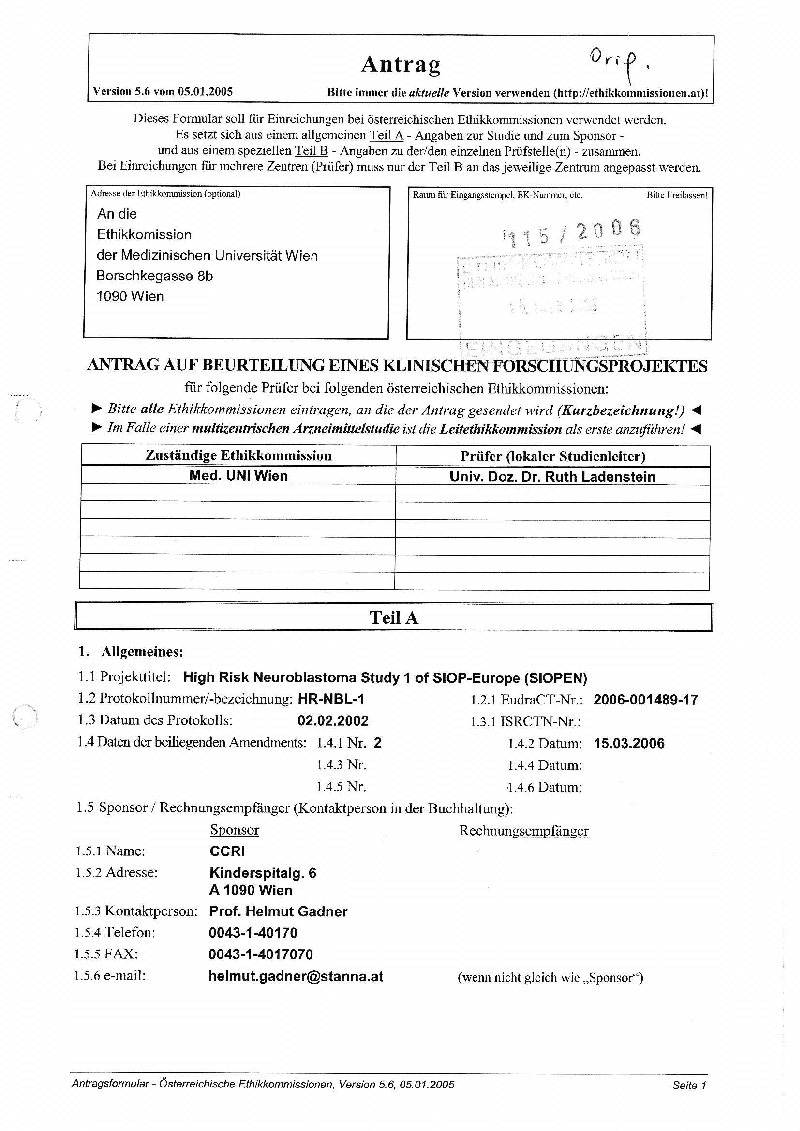 Antrag
Orig.
Version 5.6 vom 05.01.2005 Bitte immer die aktuelle Version verwenden (http://ethikkommissionen.at)!
Dieses Formular soll für Einreichungen bei österreichischen Ethikkommissionen verwendet werden.
Es setzt sich aus einem allgemeinen Teil A - Angaben zur Studie und zum Sponsor -
und aus einem speziellen Teil B - Angaben zu der/den einzelnen Prüfstelle(n) - zusammen.
Bei Einreichungen für mehrere Zentren (Prüfer) muss nur der Teil B an das jeweilige Zentrum angepasst werden.
Adresse der Ethikkommission (optional)
An die
Ethikkomission
der Medizinischen Universität Wien
Borschkegasse 8b
1090 Wien
Raum für Eingangsstempel, EK-Nummer, etc. Bitte Freilassen!
115 / 2006
EINGELANGEN
ANTRAG AUF BEURTEILUNG EINES KLINISCHEN FORSCHUNGSPROJEKTES
für folgende Prüfer bei folgenden österreichischen Ethikkommissionen:
► Bitte alle Ethikkommissionen eintragen, an die der Antrag gesendet wird (Kurzbezeichnung!) ◄
► Im Falle einer multizentrischen Arzneimittelstudie ist die Leitethikkommission als erste anzuführen! ◄
Zuständige Ethikkommission Prüfer (lokaler Studienleiter)
Med. UNI Wien Univ. Doz. Dr. Ruth Ladenstein
Teil A
1. Allgemeines:
1.1 Projekttitel: High Risk Neuroblastoma Study 1 of SIOP-Europe (SIOPEN)
1.2 Protokollnummer/-bezeichnung: HR-NBL-1 1.2.1 EudraCT-Nr.: 2006-001489-17
1.3 Datum des Protokolls: 02.02.2002 1.3.1 ISRCTN-Nr.:
1.4 Daten der beiliegenden Amendments: 1.4.1 Nr. 2 1.4.2 Datum: 15.03.2006
1.4.3 Nr. 1.4.4 Datum:
1.4.5 Nr. 1.4.6 Datum:
1.5 Sponsor / Rechnungsempfänger (Kontaktperson in der Buchhaltung):
Sponsor Rechnungsempfänger
1.5.1 Name: CCRI
1.5.2 Adresse: Kinderspitalg. 6
A 1090 Wien
1.5.3 Kontaktperson: Prof. Helmut Gadner
1.5.4 Telefon: 0043-1-40170
1.5.5 FAX: 0043-1-4017070
1.5.6 e-mail: helmut.gadner@stanna.at (wenn nicht gleich wie „Sponsor“)
Antragsformular - Österreichische Ethikkommissionen, Version 5.6, 05.01.2005 Seite 1